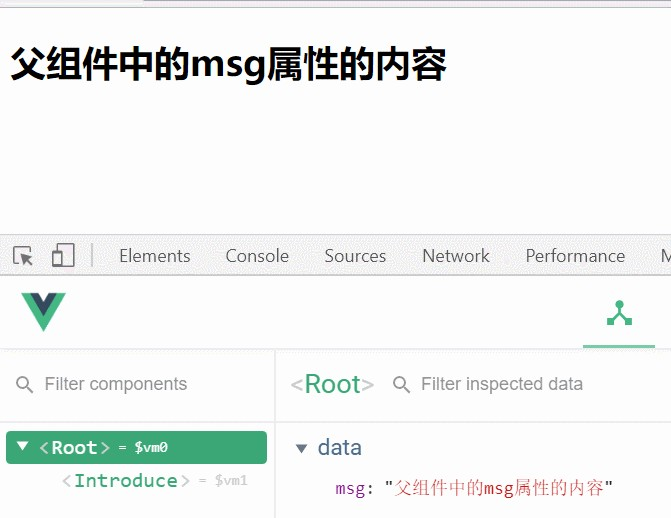 父组件中的msg属性的内容
Elements Console Sources Network Performance M
Filter components
<Root> Filter inspected data
<Root> = $vm0
data
<Introduce> = $vm1
msg: "父组件中的msg属性的内容"